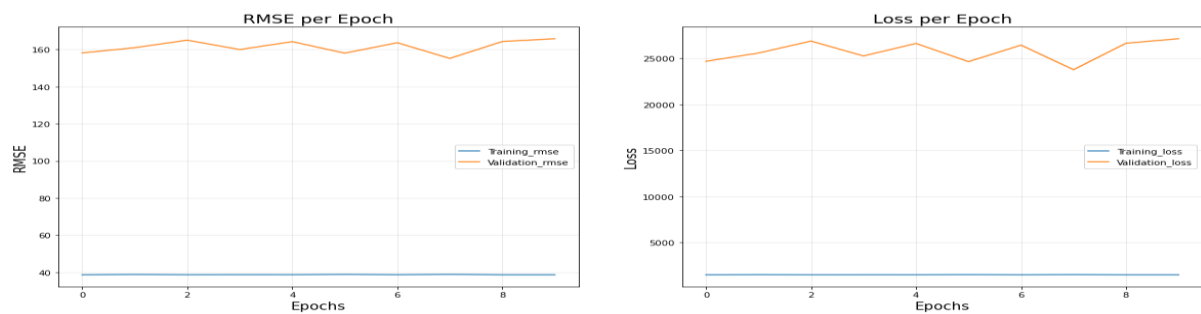 RMSE per Epoch
160
140
120
100
80
60
40
RMSE
Training_rmse
Validation_rmse
0 2 4 6 8
Epochs
Loss per Epoch
25000
20000
15000
10000
5000
Loss
Training_loss
Validation_loss
0 2 4 6 8
Epochs